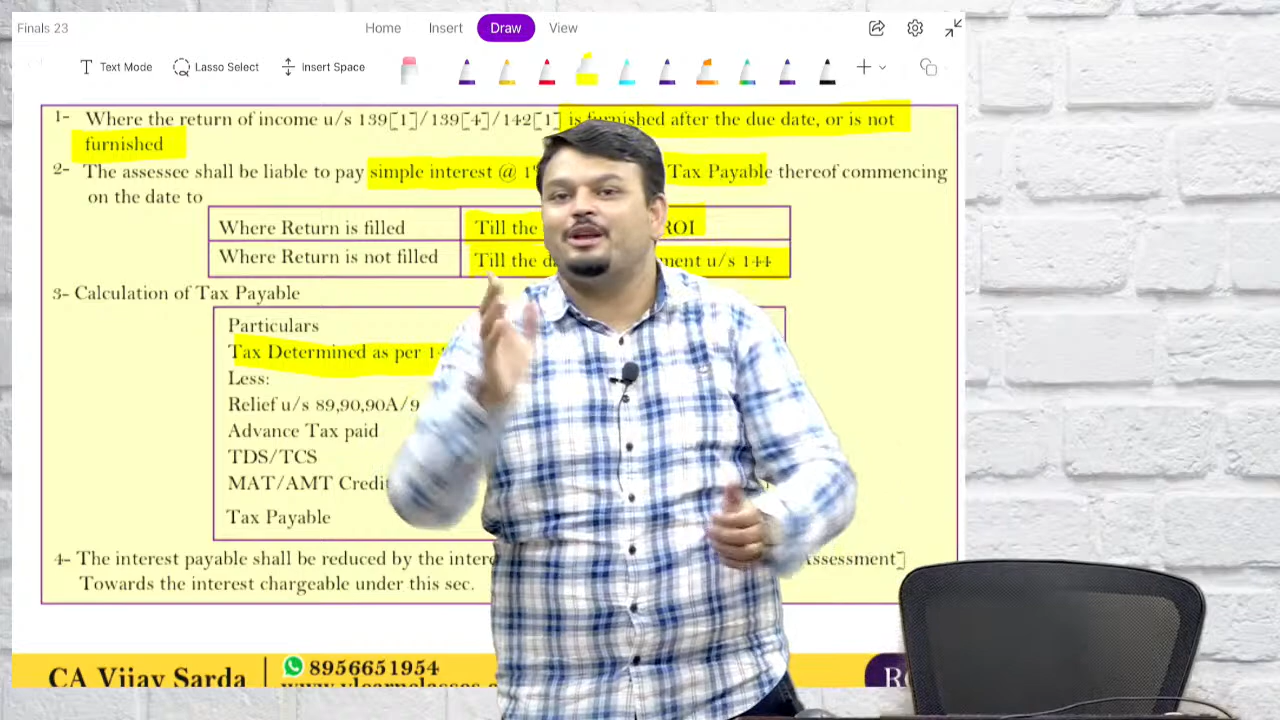 Finals 23
Home Insert Draw View
Text Mode Lasso Select Insert Space
1- Where the return of income u/s 139[1]/139[4]/142[1] is furnished after the due date, or is not
furnished
2- The assessee shall be liable to pay simple interest @ Tax Payable thereof commencing
on the date to
Where Return is filled Till the ROI
Where Return is not filled Till the u/s 144
3- Calculation of Tax Payable
Particulars
Tax Determined as per
Less:
Relief u/s 89,90,90A/
Advance Tax paid
TDS/TCS
MAT/AMT Credit
Tax Payable
4- The interest payable shall be reduced by the Assessment]
Towards the interest chargeable under this sec.
CA Vijay Sarda 8956651954